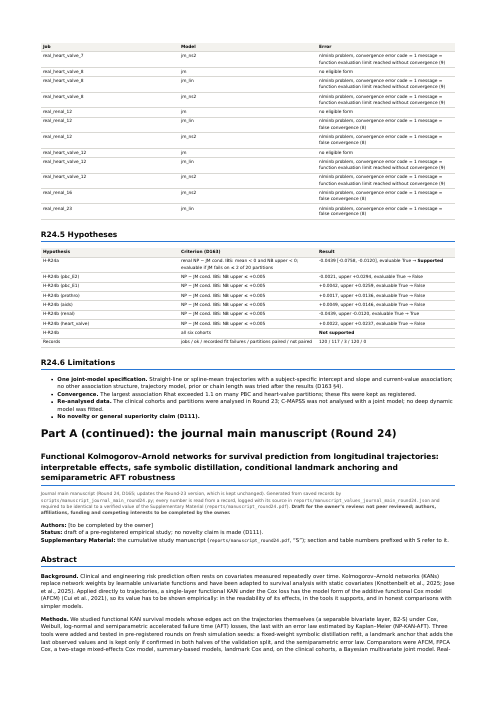 Job Model Error
real_heart_valve_7 jm_ns2 nlminb problem, convergence error code = 1 message =
function evaluation limit reached without convergence (9)
real_heart_valve_8 jm no eligible form
real_heart_valve_8 jm_lin nlminb problem, convergence error code = 1 message =
function evaluation limit reached without convergence (9)
real_heart_valve_8 jm_ns2 nlminb problem, convergence error code = 1 message =
function evaluation limit reached without convergence (9)
real_renal_12 jm no eligible form
real_renal_12 jm_lin nlminb problem, convergence error code = 1 message =
false convergence (8)
real_renal_12 jm_ns2 nlminb problem, convergence error code = 1 message =
false convergence (8)
real_heart_valve_12 jm no eligible form
real_heart_valve_12 jm_lin nlminb problem, convergence error code = 1 message =
function evaluation limit reached without convergence (9)
real_heart_valve_12 jm_ns2 nlminb problem, convergence error code = 1 message =
function evaluation limit reached without convergence (9)
real_renal_16 jm_ns2 nlminb problem, convergence error code = 1 message =
false convergence (8)
real_renal_23 jm_lin nlminb problem, convergence error code = 1 message =
false convergence (8)
R24.5 Hypotheses
Hypothesis Criterion (D163) Result
H-R24a renal NP − JM cond. IBS: mean < 0 and NB upper < 0; -0.0439 [-0.0758, -0.0120], evaluable True → Supported
evaluable if JM fails on ≤ 2 of 20 partitions
H-R24b (pbc_E2) NP − JM cond. IBS: NB upper ≤ +0.005 -0.0021, upper +0.0294, evaluable True → False
H-R24b (pbc_E1) NP − JM cond. IBS: NB upper ≤ +0.005 +0.0042, upper +0.0259, evaluable True → False
H-R24b (prothro) NP − JM cond. IBS: NB upper ≤ +0.005 +0.0017, upper +0.0136, evaluable True → False
H-R24b (aids) NP − JM cond. IBS: NB upper ≤ +0.005 +0.0049, upper +0.0146, evaluable True → False
H-R24b (renal) NP − JM cond. IBS: NB upper ≤ +0.005 -0.0439, upper -0.0120, evaluable True → True
H-R24b (heart_valve) NP − JM cond. IBS: NB upper ≤ +0.005 +0.0022, upper +0.0237, evaluable True → False
H-R24b all six cohorts Not supported
Records jobs / ok / recorded fit failures / partitions paired / not paired 120 / 117 / 3 / 120 / 0
R24.6 Limitations
• One joint-model specification. Straight-line or spline-mean trajectories with a subject-specific intercept and slope and current-value association;
no other association structure, trajectory model, prior or chain length was tried after the results (D163 §4).
• Convergence. The largest association Rhat exceeded 1.1 on many PBC and heart-valve partitions; these fits were kept as registered.
• Re-analysed data. The clinical cohorts and partitions were analysed in Round 23; C-MAPSS was not analysed with a joint model; no deep dynamic
model was fitted.
• No novelty or general superiority claim (D111).
Part A (continued): the journal main manuscript (Round 24)
Functional Kolmogorov–Arnold networks for survival prediction from longitudinal trajectories:
interpretable effects, safe symbolic distillation, conditional landmark anchoring and
semiparametric AFT robustness
Journal main manuscript (Round 24, D165; updates the Round-23 version, which is kept unchanged). Generated from saved records by
scripts/manuscript_journal_main_round24.py; every number is read from a record, logged with its source in reports/manuscript_values_journal_main_round24.json and
required to be identical to a verified value of the Supplementary Material (reports/manuscript_round24.pdf). Draft for the owner's review: not peer reviewed; authors,
affiliations, funding and competing interests to be completed by the owner.
Authors: [to be completed by the owner]
Status: draft of a pre-registered empirical study; no novelty claim is made (D111).
Supplementary Material: the cumulative study manuscript (reports/manuscript_round24.pdf, "S"); section and table numbers prefixed with S refer to it.
Abstract
Background. Clinical and engineering risk prediction often rests on covariates measured repeatedly over time. Kolmogorov–Arnold networks (KANs)
replace network weights by learnable univariate functions and have been adapted to survival analysis with static covariates (Knottenbelt et al., 2025; Jose
et al., 2025). Applied directly to trajectories, a single-layer functional KAN under the Cox loss has the model form of the additive functional Cox model
(AFCM) (Cui et al., 2021), so its value has to be shown empirically: in the readability of its effects, in the tools it supports, and in honest comparisons with
simpler models.
Methods. We studied functional KAN survival models whose edges act on the trajectories themselves (a separable bivariate layer, B2-S) under Cox,
Weibull, log-normal and semiparametric accelerated failure time (AFT) losses, the last with an error law estimated by Kaplan–Meier (NP-KAN-AFT). Three
tools were added and tested in pre-registered rounds on fresh simulation seeds: a fixed-weight symbolic distillation refit, a landmark anchor that adds the
last observed values and is kept only if confirmed in both halves of the validation split, and the semiparametric error law. Comparators were AFCM, FPCA
Cox, a two-stage mixed-effects Cox model, summary-based models, landmark Cox and, on the clinical cohorts, a Bayesian multivariate joint model. Real-